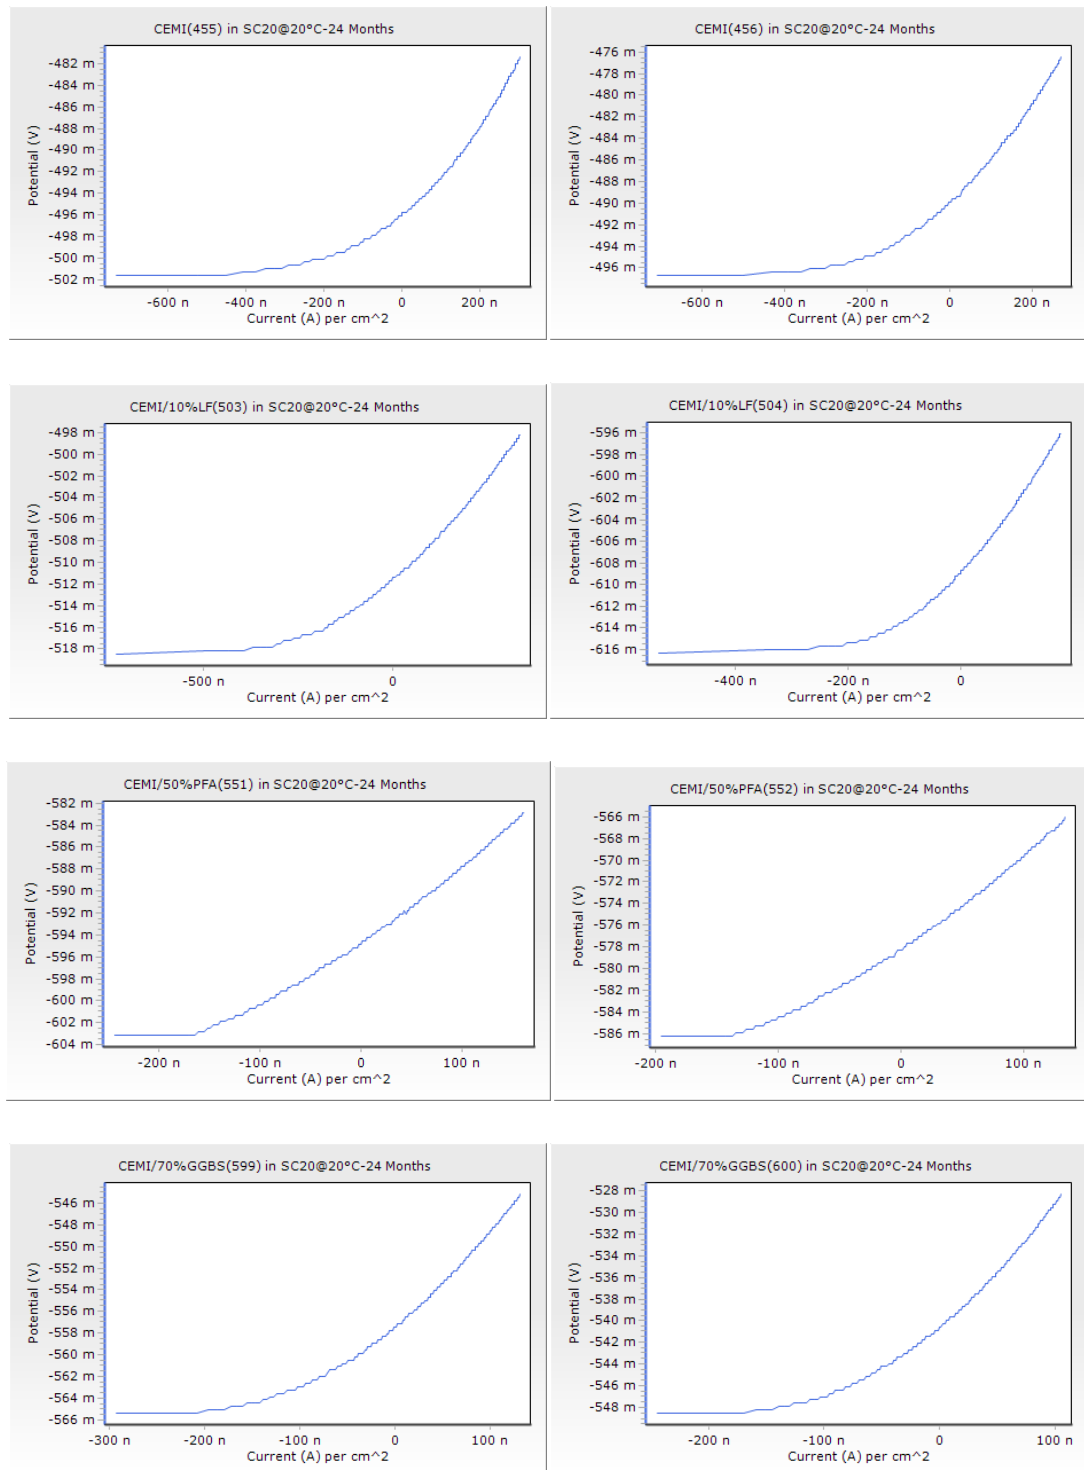 CEMI(455) in SC20@20°C-24 Months
-482 m
-484 m
-486 m
-488 m
-490 m
-492 m
-494 m
-496 m
-498 m
-500 m
-502 m
Potential (V)
-600 n -400 n -200 n 0 200 n
Current (A) per cm^2
CEMI(456) in SC20@20°C-24 Months
-476 m
-478 m
-480 m
-482 m
-484 m
-486 m
-488 m
-490 m
-492 m
-494 m
-496 m
Potential (V)
-600 n -400 n -200 n 0 200 n
Current (A) per cm^2
CEMI/10%LF(503) in SC20@20°C-24 Months
-498 m
-500 m
-502 m
-504 m
-506 m
-508 m
-510 m
-512 m
-514 m
-516 m
-518 m
Potential (V)
-500 n 0
Current (A) per cm^2
CEMI/10%LF(504) in SC20@20°C-24 Months
-596 m
-598 m
-600 m
-602 m
-604 m
-606 m
-608 m
-610 m
-612 m
-614 m
-616 m
Potential (V)
-400 n -200 n 0
Current (A) per cm^2
CEMI/50%PFA(551) in SC20@20°C-24 Months
-582 m
-584 m
-586 m
-588 m
-590 m
-592 m
-594 m
-596 m
-598 m
-600 m
-602 m
-604 m
Potential (V)
-200 n -100 n 0 100 n
Current (A) per cm^2
CEMI/50%PFA(552) in SC20@20°C-24 Months
-566 m
-568 m
-570 m
-572 m
-574 m
-576 m
-578 m
-580 m
-582 m
-584 m
-586 m
Potential (V)
-200 n -100 n 0 100 n
Current (A) per cm^2
CEMI/70%GGBS(599) in SC20@20°C-24 Months
-546 m
-548 m
-550 m
-552 m
-554 m
-556 m
-558 m
-560 m
-562 m
-564 m
-566 m
Potential (V)
-300 n -200 n -100 n 0 100 n
Current (A) per cm^2
CEMI/70%GGBS(600) in SC20@20°C-24 Months
-528 m
-530 m
-532 m
-534 m
-536 m
-538 m
-540 m
-542 m
-544 m
-546 m
-548 m
Potential (V)
-200 n -100 n 0 100 n
Current (A) per cm^2